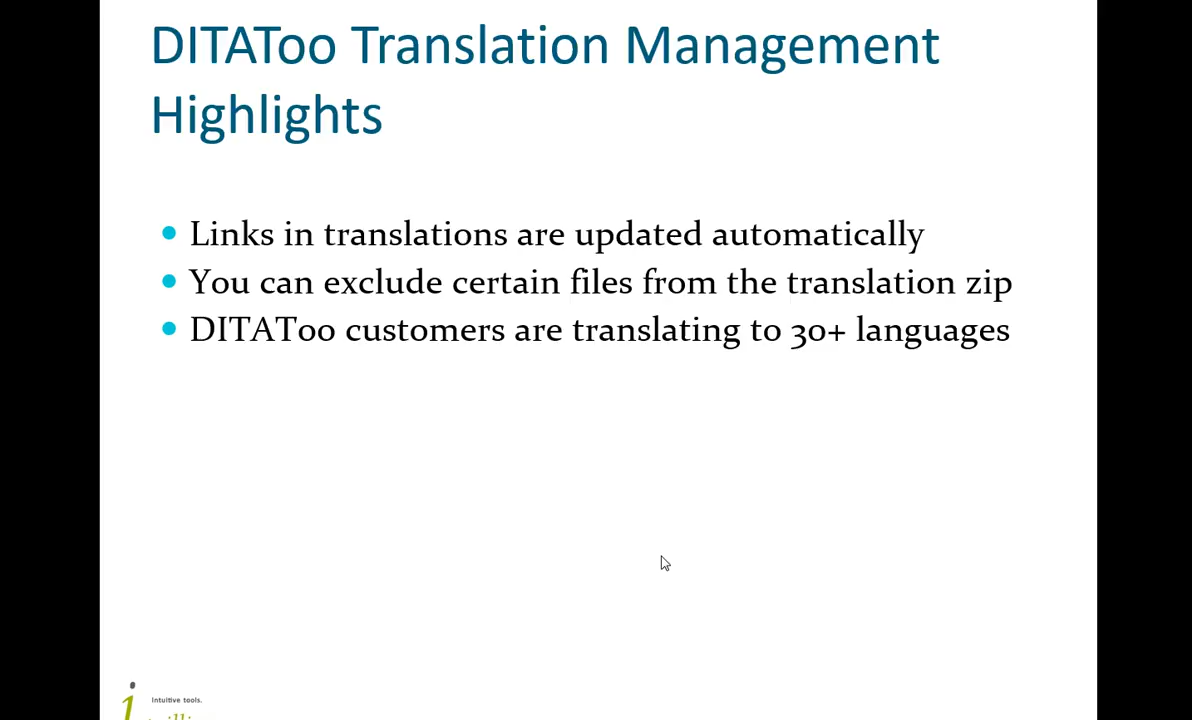 DITAToo Translation Management
Highlights
Links in translations are updated automatically
You can exclude certain files from the translation zip
DITAToo customers are translating to 30+ languages
Intuitive tools.